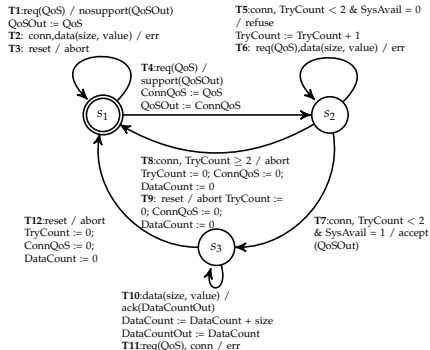 T1:req(QoS) / nosupport(QoSOut)
QoSOut := QoS
T2: conn,data(size, value) / err
T3: reset / abort
T5:conn, TryCount < 2 & SysAvail = 0
/ refuse
TryCount := TryCount + 1
T6: req(QoS),data(size, value) / err
T4:req(QoS) /
support(QoSOut)
ConnQoS := QoS
QoSOut := ConnQoS
s1
s2
T8:conn, TryCount ≥ 2 / abort
TryCount := 0; ConnQoS := 0;
DataCount := 0
T9: reset / abort TryCount :=
0; ConnQoS := 0;
DataCount := 0
T12:reset / abort
TryCount := 0;
ConnQoS := 0;
DataCount := 0
T7:conn, TryCount < 2
& SysAvail = 1 / accept
(QoSOut)
s3
T10:data(size, value) /
ack(DataCountOut)
DataCount := DataCount + size
DataCountOut := DataCount
T11:req(QoS), conn / err